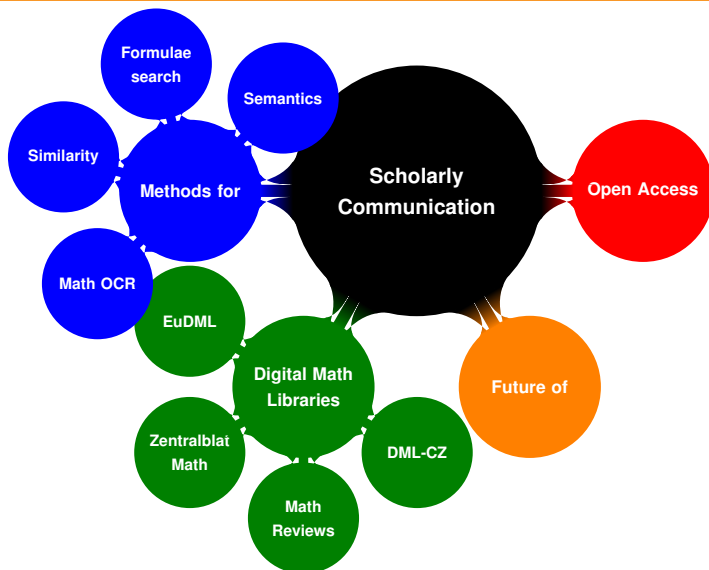 Formulae
search
Semantics
Similarity
Methods for
Math OCR
Scholarly
Communication
Open Access
EuDML
Digital Math
Libraries
Future of
Zentralblat
Math
DML-CZ
Math
Reviews